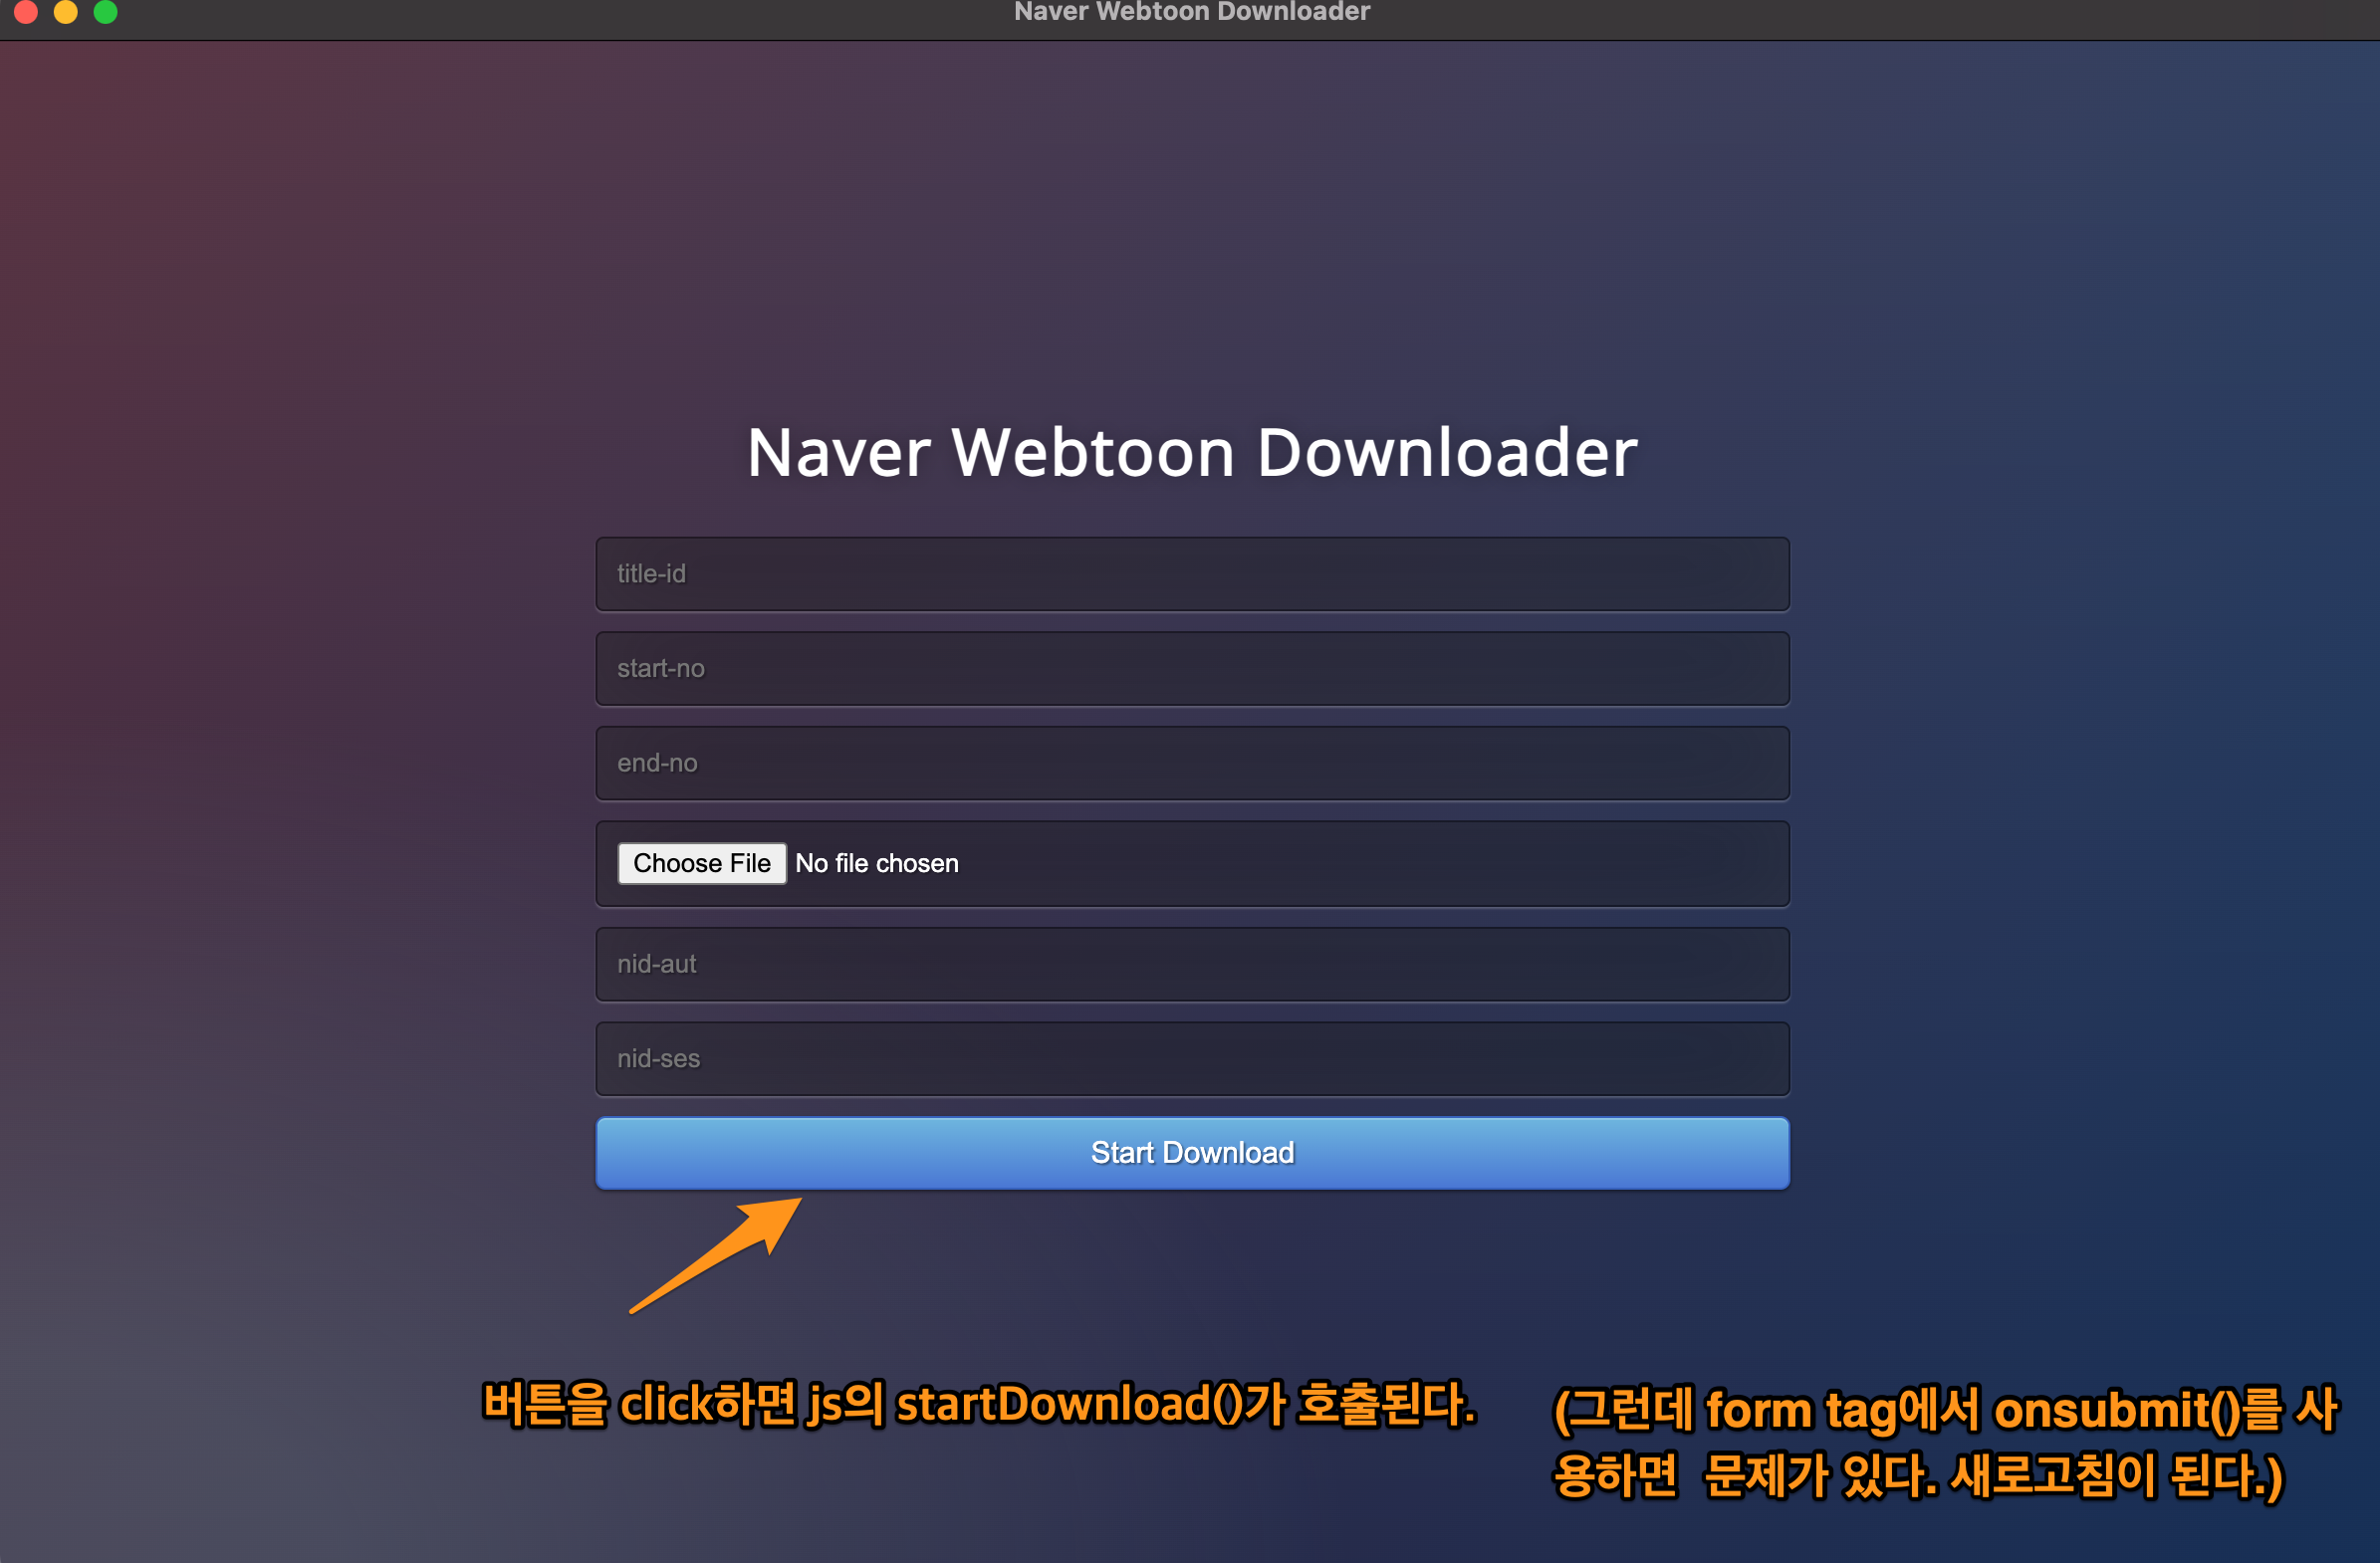 Naver Webtoon Downloader
Naver Webtoon Downloader
title-id
start-no
end-no
Choose File No file chosen
nid-aut
nid-ses
Start Download
버튼을 click하면 js의 startDownload()가 호출된다.
(그런데 form tag에서 onsubmit()를 사
용하면 문제가 있다. 새로고침이 된다.)